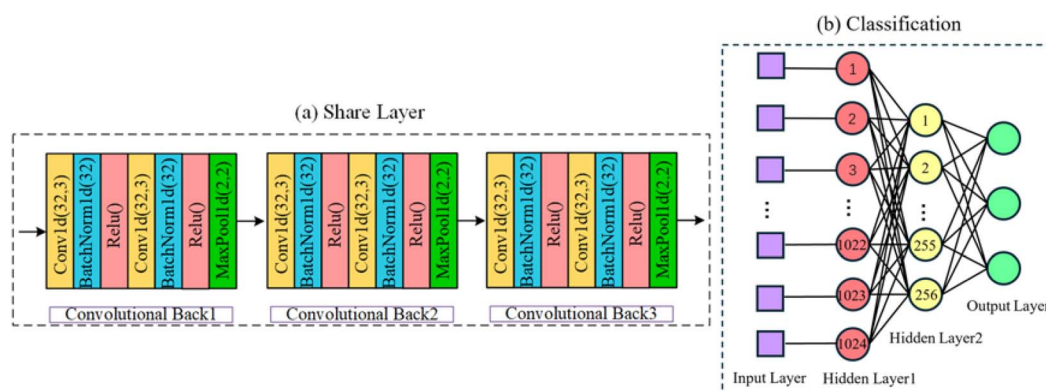 (a) Share Layer
Conv1d(32,3)
BatchNorm1d(32)
Relu()
Conv1d(32,3)
BatchNorm1d(32)
Relu()
MaxPool1d(2,2)
Convolutional Back1
Conv1d(32,3)
BatchNorm1d(32)
Relu()
Conv1d(32,3)
BatchNorm1d(32)
Relu()
MaxPool1d(2,2)
Convolutional Back2
Conv1d(32,3)
BatchNorm1d(32)
Relu()
Conv1d(32,3)
BatchNorm1d(32)
Relu()
MaxPool1d(2,2)
Convolutional Back3
(b) Classification
1
2
3
...
1022
1023
1024
1
2
...
255
256
...
Input Layer
Hidden Layer1
Hidden Layer2
Output Layer